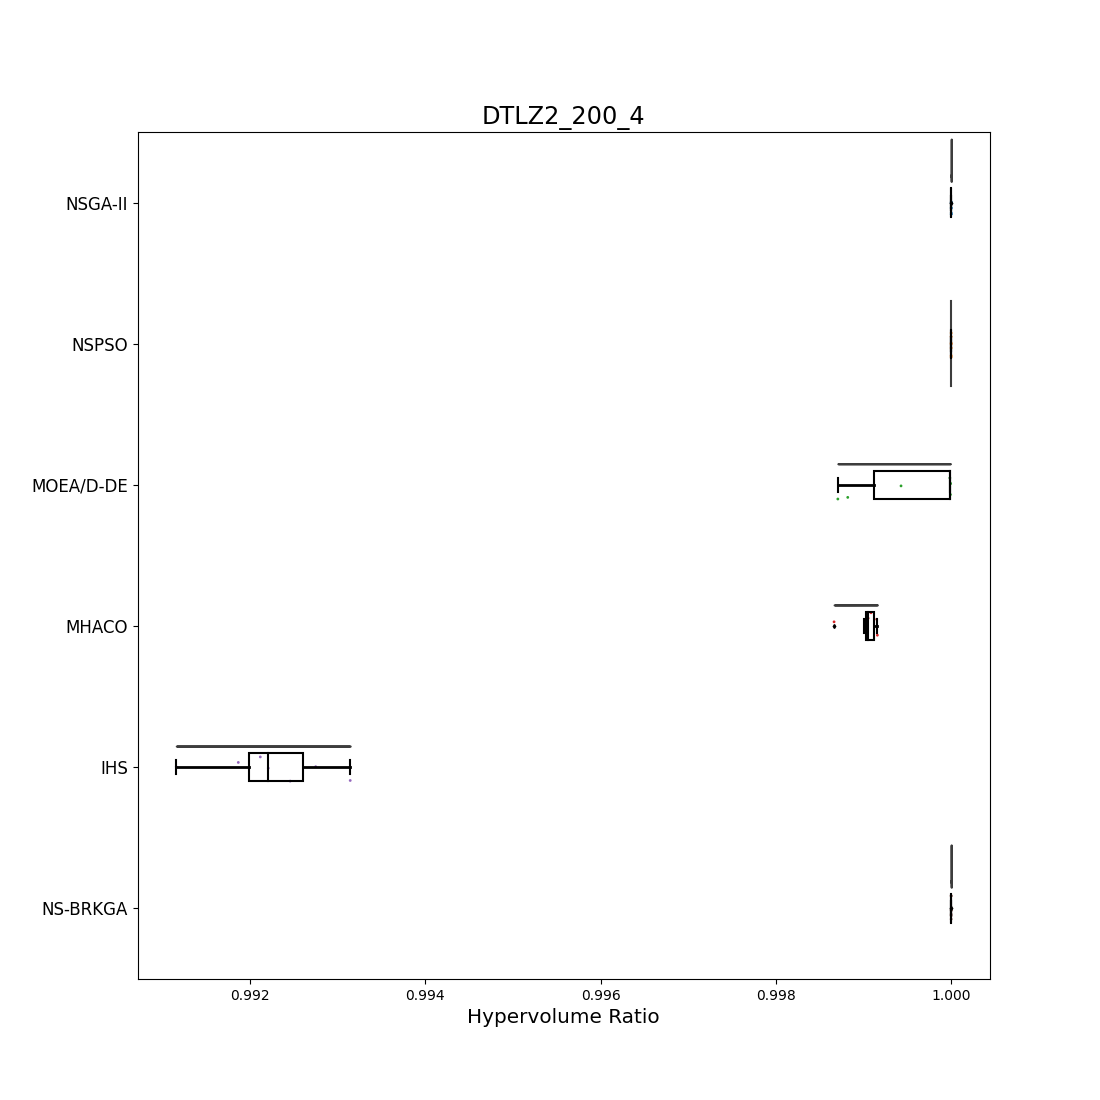 DTLZ2_200_4
NSGA-II
NSPSO
MOEA/D-DE
MHACO
IHS
NS-BRKGA
0.992 0.994 0.996 0.998 1.000
Hypervolume Ratio